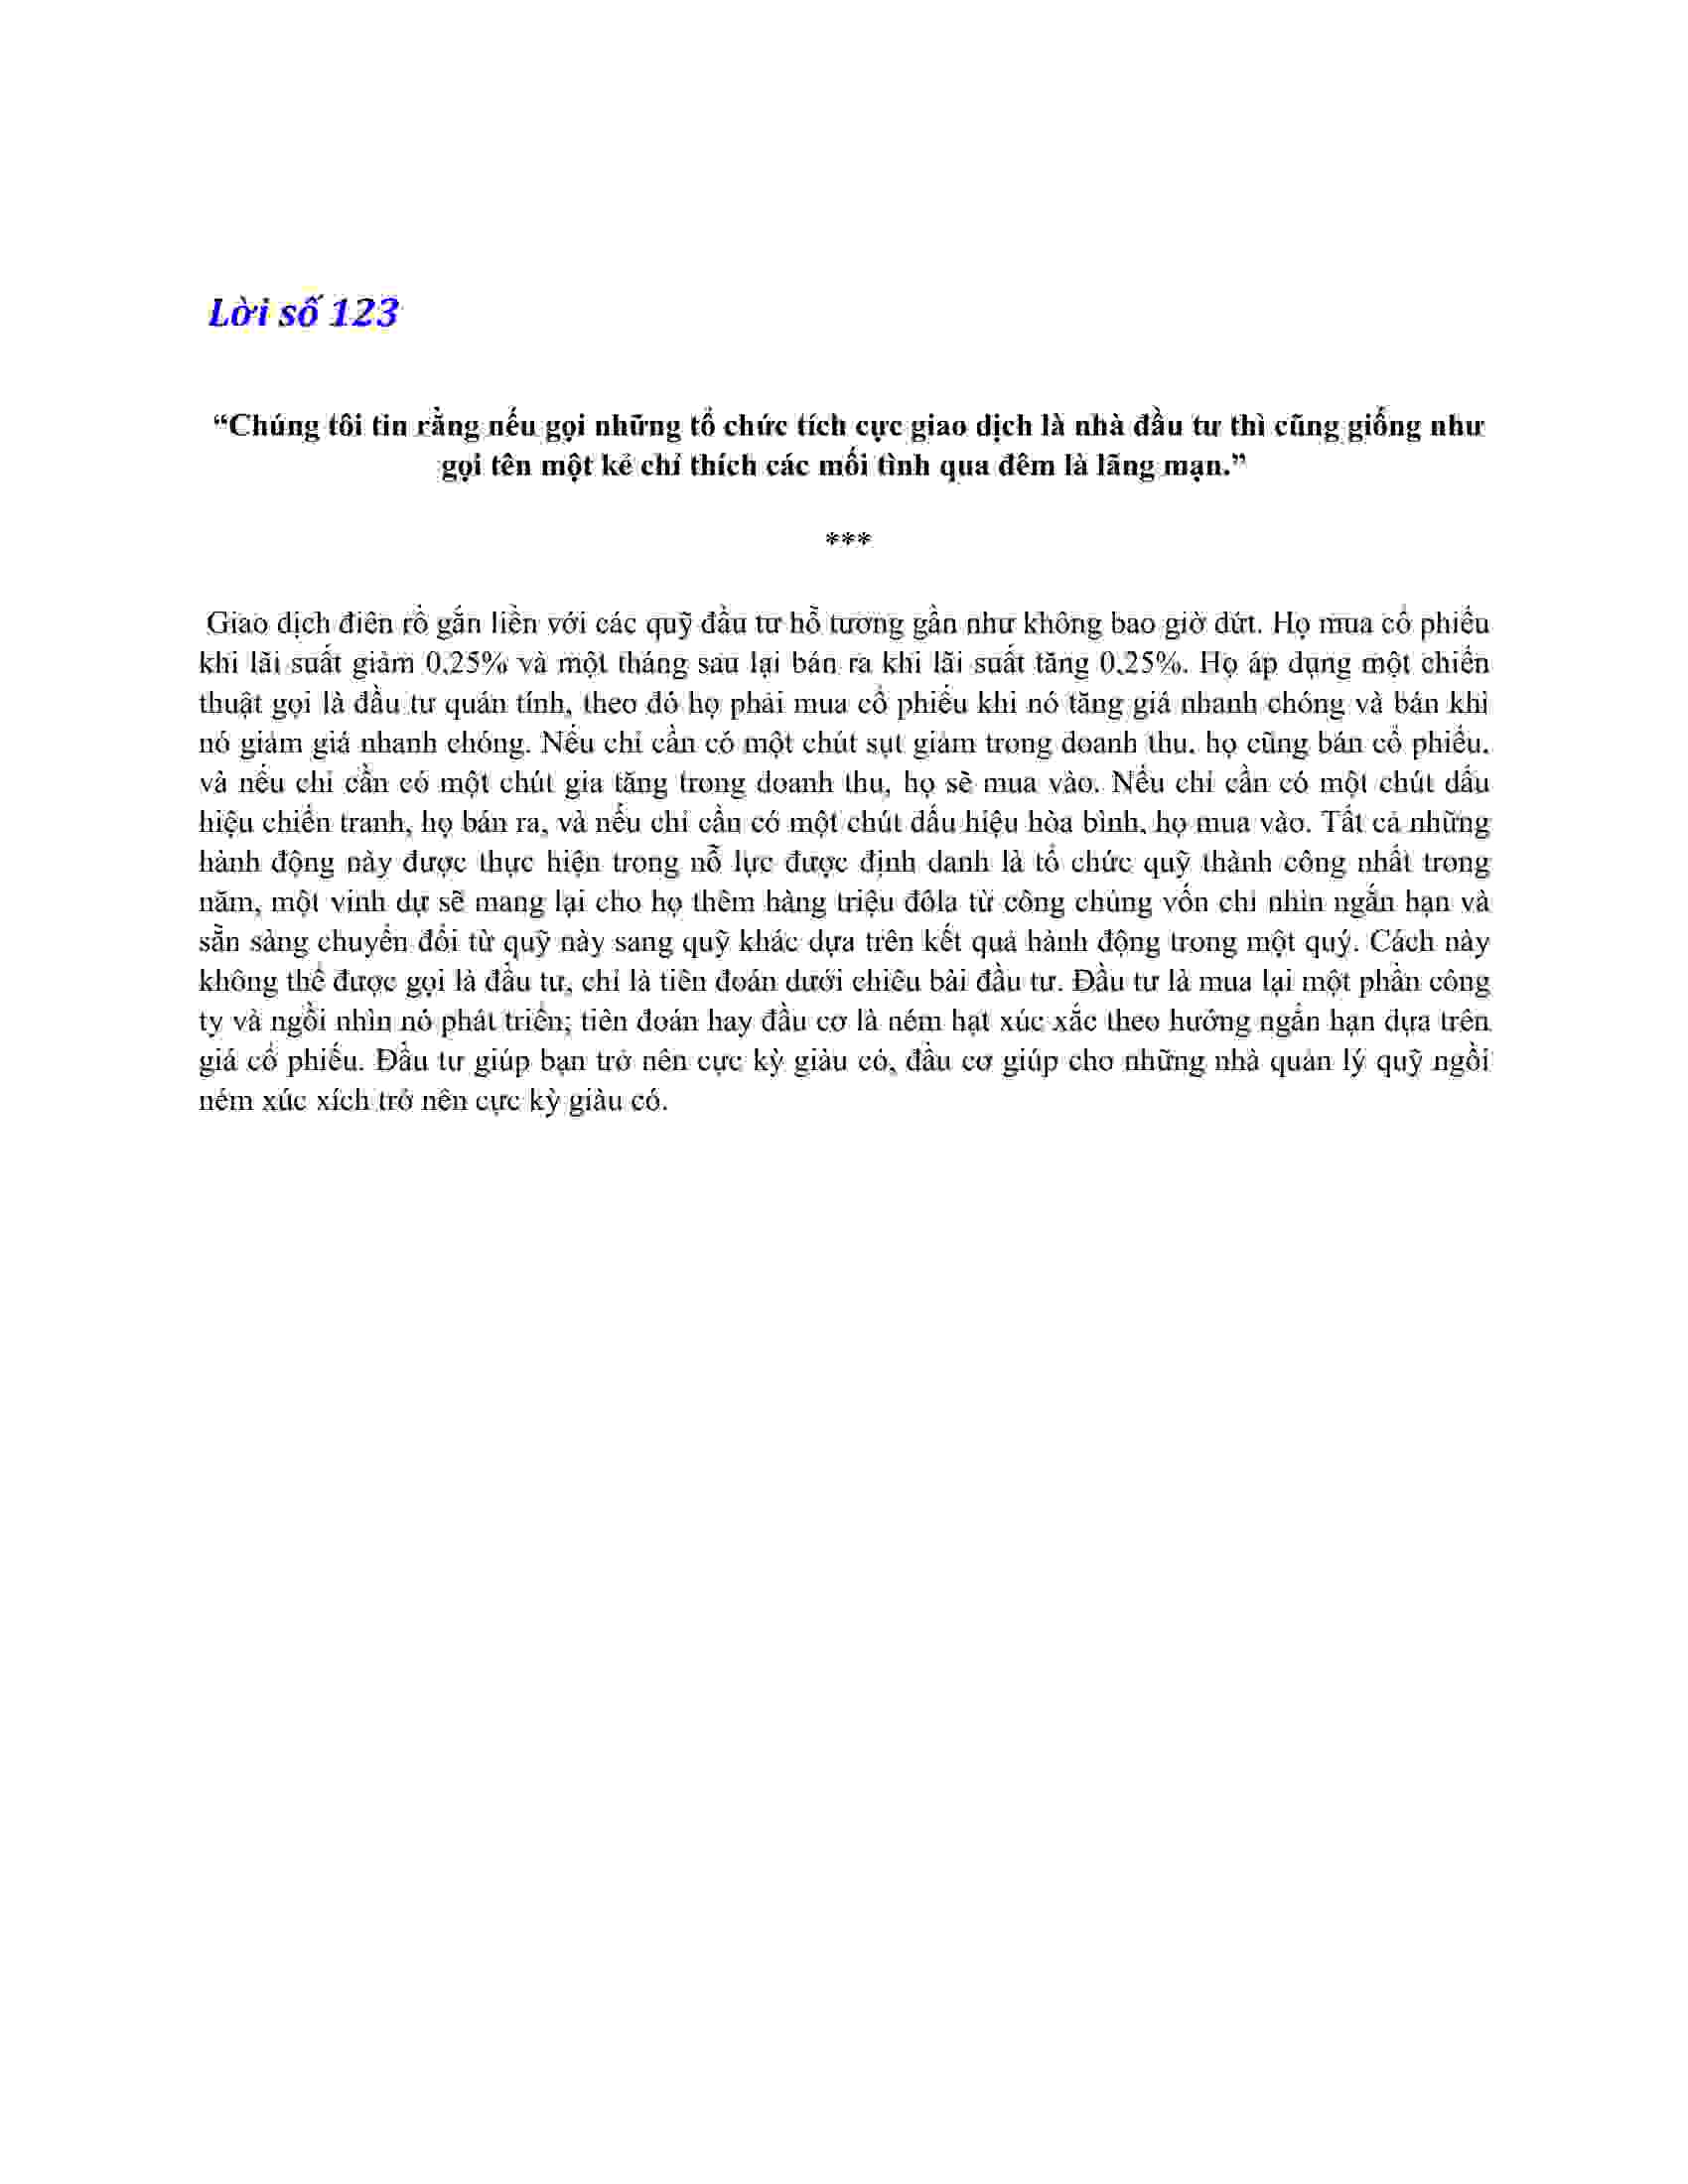 Lời số 123
“Chúng tôi tin rằng nếu gọi những tổ chức tích cực giao dịch là nhà đầu tư thì cũng giống như
gọi tên một kẻ chỉ thích các mối tình qua đêm là lãng mạn.”
***
Giao dịch điên rồ gắn liền với các quỹ đầu tư hỗ tương gần như không bao giờ dứt. Họ mua cổ phiếu
khi lãi suất giảm 0,25% và một tháng sau lại bán ra khi lãi suất tăng 0,25%. Họ áp dụng một chiến
thuật gọi là đầu tư quán tính, theo đó họ phải mua cổ phiếu khi nó tăng giá nhanh chóng và bán khi
nó giảm giá nhanh chóng. Nếu chỉ cần có một chút sụt giảm trong doanh thu, họ cũng bán cổ phiếu,
và nếu chỉ cần có một chút gia tăng trong doanh thu, họ sẽ mua vào. Nếu chỉ cần có một chút dấu
hiệu chiến tranh, họ bán ra, và nếu chỉ cần có một chút dấu hiệu hòa bình, họ mua vào. Tất cả những
hành động này được thực hiện trong nỗ lực được định danh là tổ chức quỹ thành công nhất trong
năm, một vinh dự sẽ mang lại cho họ thêm hàng triệu đôla từ công chúng vốn chỉ nhìn ngắn hạn và
sẵn sàng chuyển đổi từ quỹ này sang quỹ khác dựa trên kết quả hành động trong một quý. Cách này
không thể được gọi là đầu tư, chỉ là tiên đoán dưới chiêu bài đầu tư. Đầu tư là mua lại một phần công
ty và ngồi nhìn nó phát triển; tiên đoán hay đầu cơ là ném hạt xúc xắc theo hướng ngắn hạn dựa trên
giá cổ phiếu. Đầu tư giúp bạn trở nên cực kỳ giàu có, đầu cơ giúp cho những nhà quản lý quỹ ngồi
ném xúc xích trở nên cực kỳ giàu có.